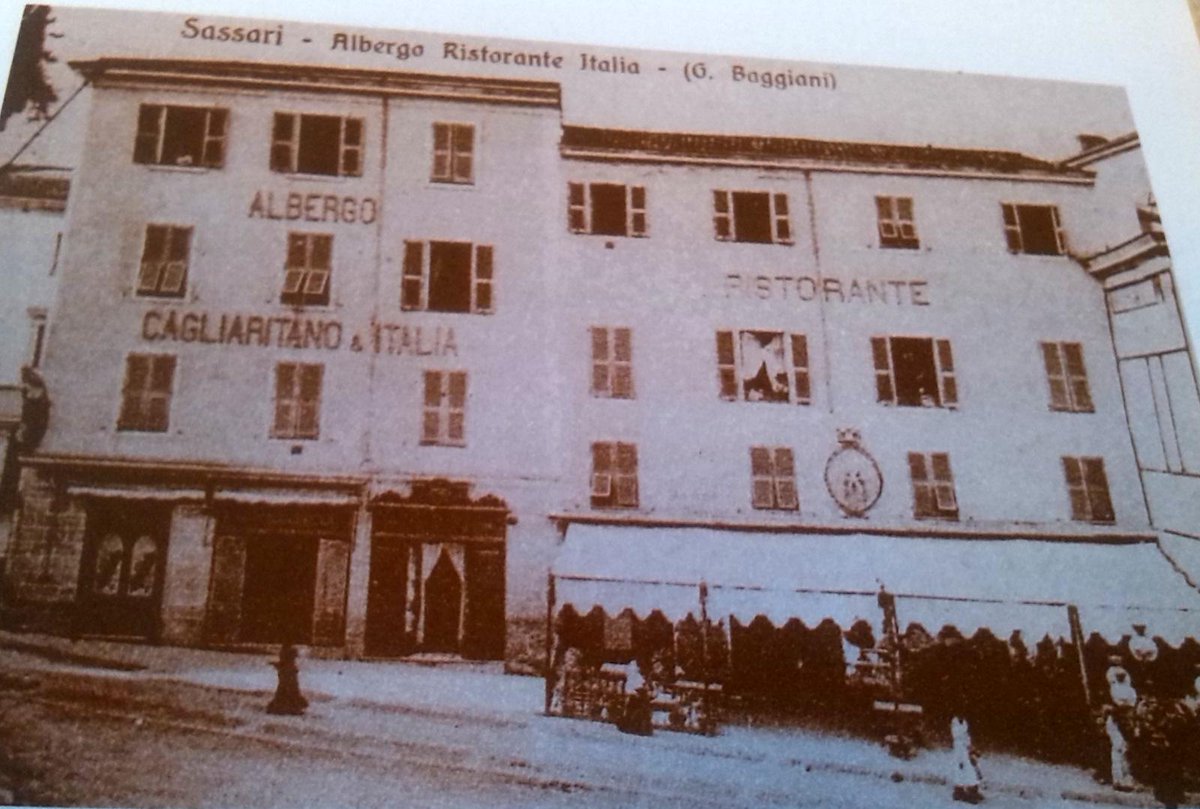 Sassari - Albergo Ristorante Italia - (G. Baggiani)
ALBERGO
CAGLIARITANO & ITALIA
RISTORANTE